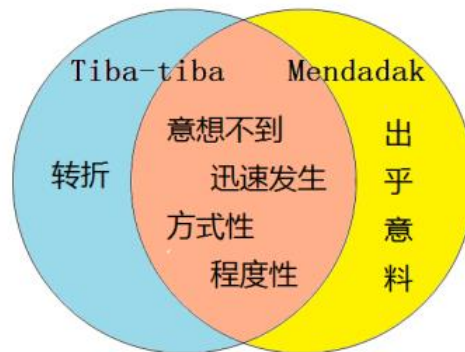 Tiba-tiba
Mendadak
转折
意想不到
迅速发生
方式性
程度性
出乎意料